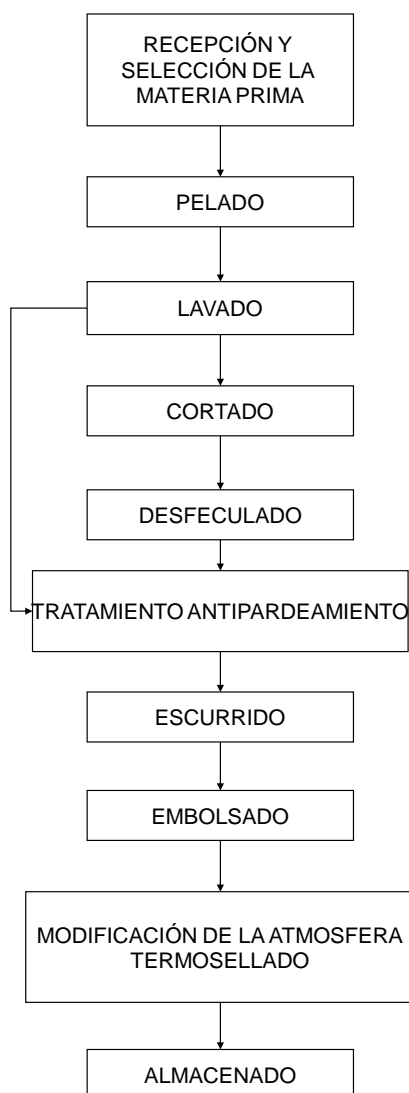 RECEPCIÓN Y
SELECCIÓN DE LA
MATERIA PRIMA
PELADO
LAVADO
CORTADO
DESFECULADO
TRATAMIENTO ANTIPARDEAMIENTO
ESCURRIDO
EMBOLSADO
MODIFICACIÓN DE LA ATMOSFERA
TERMOSELLADO
ALMACENADO